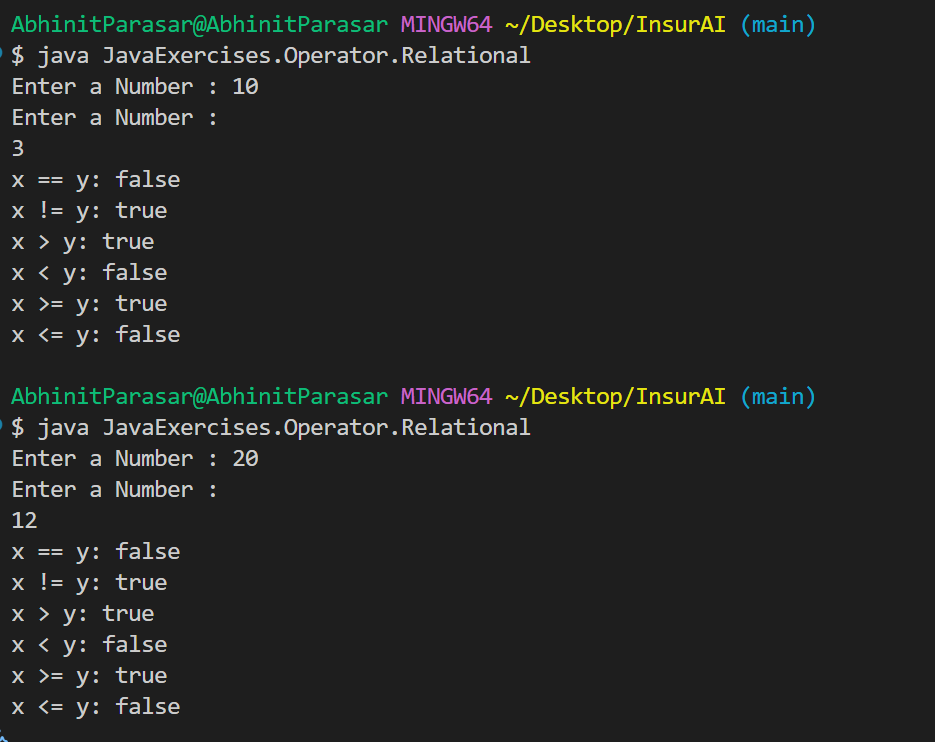 AbhinitParasar@AbhinitParasar MINGW64 ~/Desktop/InsurAI (main)
$ java JavaExercises.Operator.Relational
Enter a Number : 10
Enter a Number :
3
x == y: false
x != y: true
x > y: true
x < y: false
x >= y: true
x <= y: false
AbhinitParasar@AbhinitParasar MINGW64 ~/Desktop/InsurAI (main)
$ java JavaExercises.Operator.Relational
Enter a Number : 20
Enter a Number :
12
x == y: false
x != y: true
x > y: true
x < y: false
x >= y: true
x <= y: false